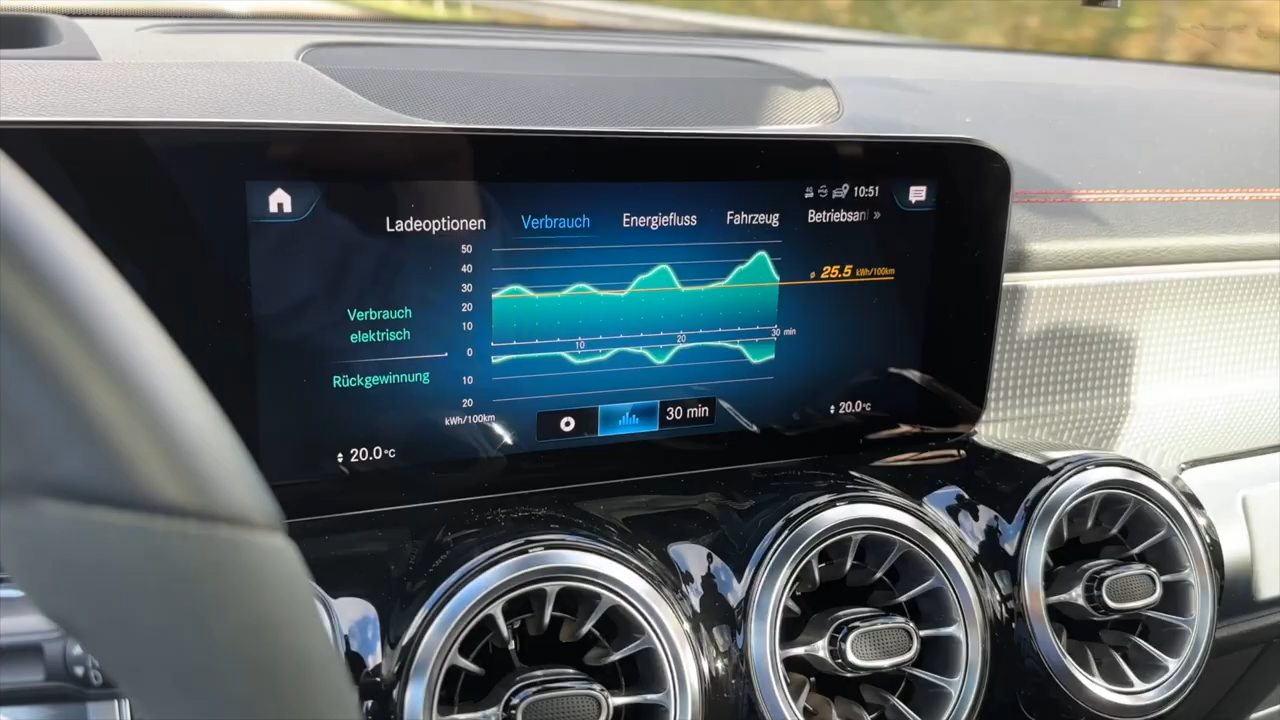 10:51
Ladeoptionen Verbrauch Energiefluss Fahrzeug Betriebsanl »
50
40
30
20
10
0
10
20
kWh/100km
Verbrauch
elektrisch
Rückgewinnung
ø 25.5 kWh/100km
10 20 30 min
30 min
20.0°C
20.0°C